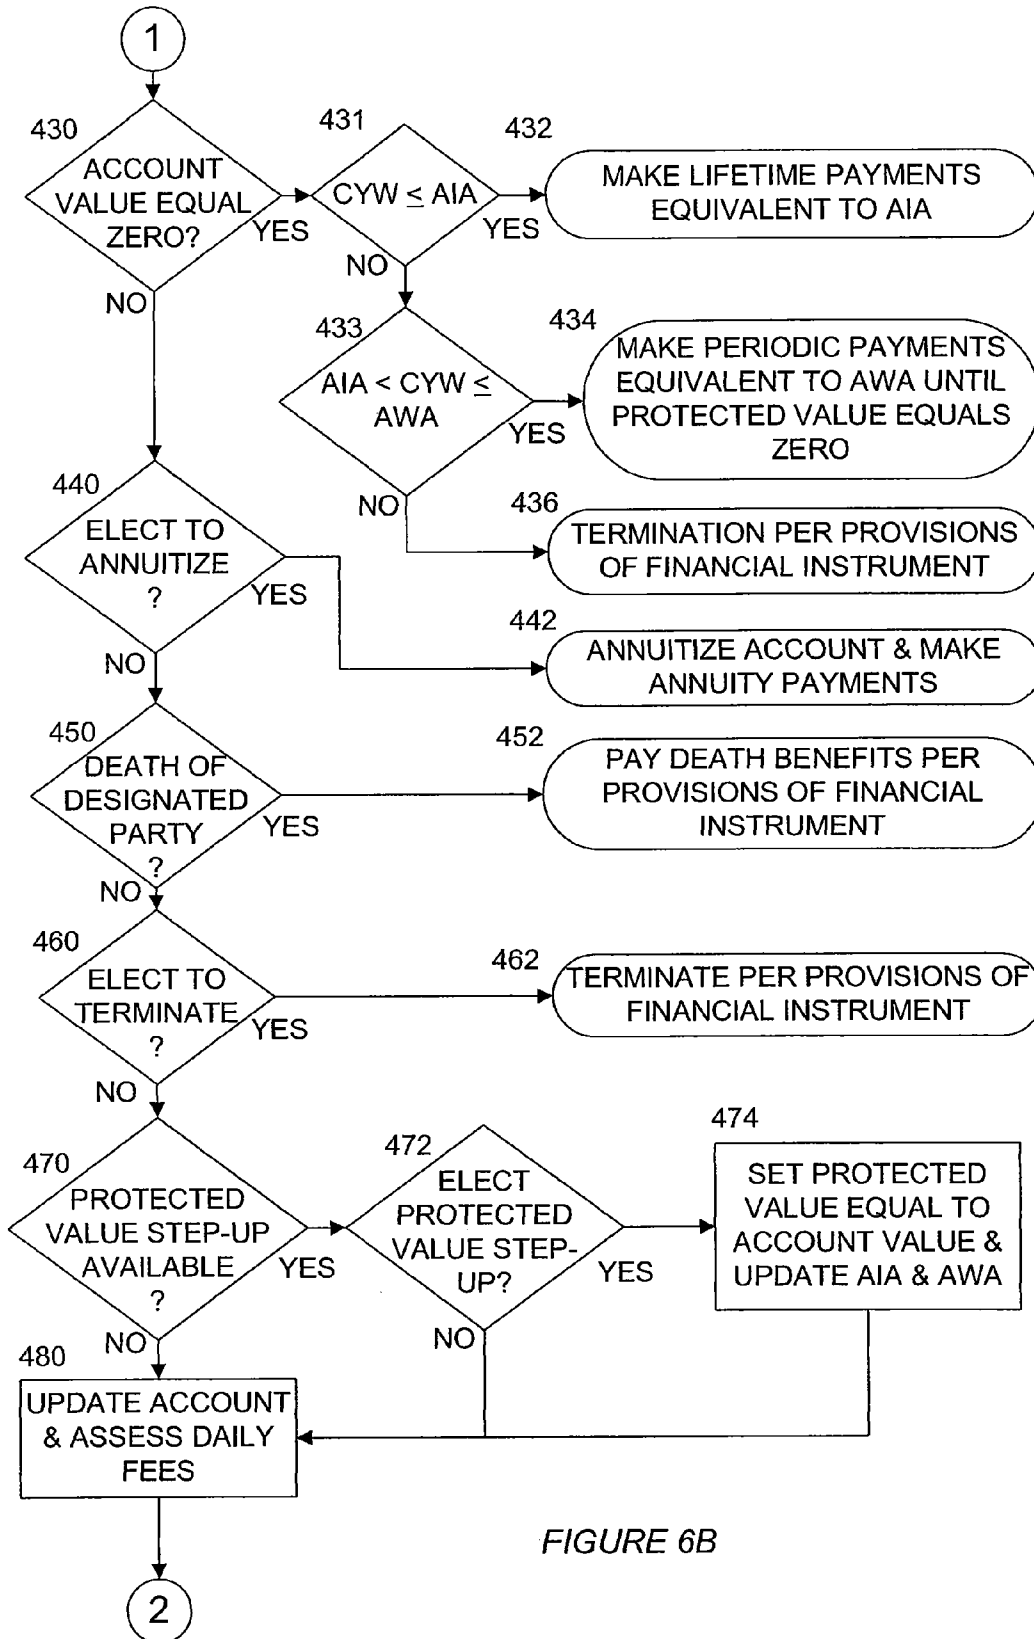 1
430
ACCOUNT
VALUE EQUAL
ZERO?
YES
NO
431
CYW ≤ AIA
YES
NO
432
MAKE LIFETIME PAYMENTS
EQUIVALENT TO AIA
433
AIA < CYW ≤
AWA
YES
NO
434
MAKE PERIODIC PAYMENTS
EQUIVALENT TO AWA UNTIL
PROTECTED VALUE EQUALS
ZERO
436
TERMINATION PER PROVISIONS
OF FINANCIAL INSTRUMENT
440
ELECT TO
ANNUITIZE
?
YES
NO
442
ANNUITIZE ACCOUNT & MAKE
ANNUITY PAYMENTS
450
DEATH OF
DESIGNATED
PARTY
?
YES
NO
452
PAY DEATH BENEFITS PER
PROVISIONS OF FINANCIAL
INSTRUMENT
460
ELECT TO
TERMINATE
?
YES
NO
462
TERMINATE PER PROVISIONS OF
FINANCIAL INSTRUMENT
470
PROTECTED
VALUE STEP-UP
AVAILABLE
?
YES
NO
472
ELECT
PROTECTED
VALUE STEP-
UP?
YES
NO
474
SET PROTECTED
VALUE EQUAL TO
ACCOUNT VALUE &
UPDATE AIA & AWA
480
UPDATE ACCOUNT
& ASSESS DAILY
FEES
2
FIGURE 6B